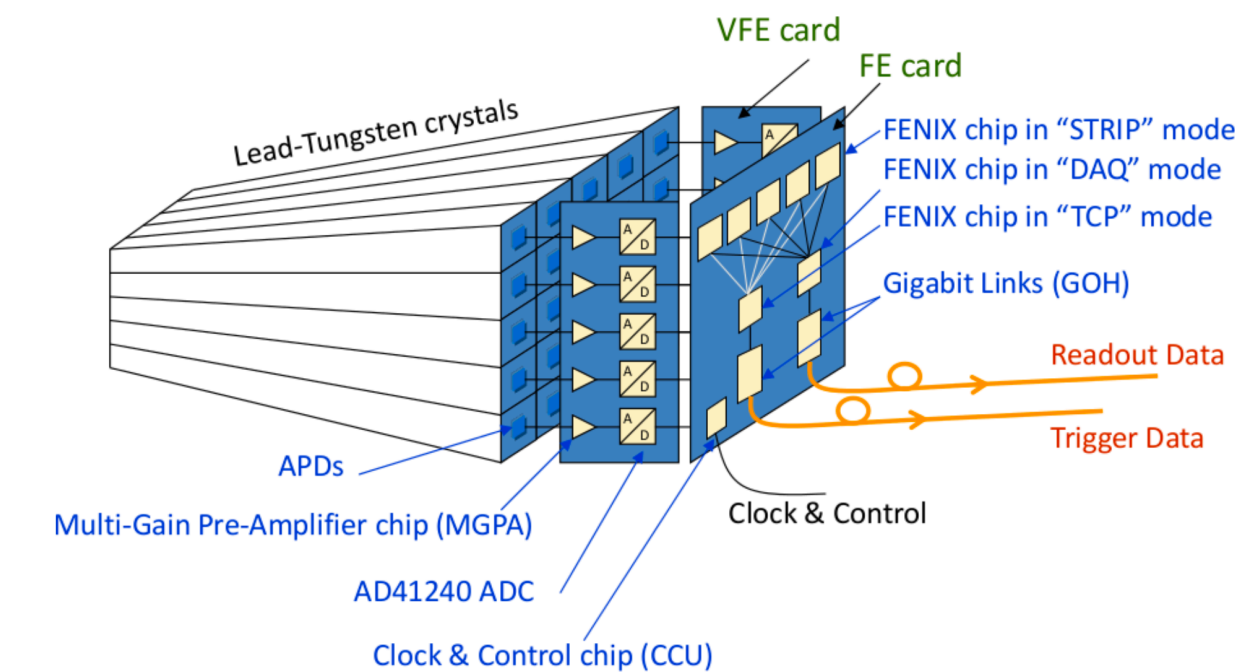 VFE card
FE card
Lead-Tungsten crystals
FENIX chip in “STRIP” mode
FENIX chip in “DAQ” mode
FENIX chip in “TCP” mode
Gigabit Links (GOH)
A
A D
A D
A D
A D
A D
Readout Data
Trigger Data
APDs
Clock & Control
Multi-Gain Pre-Amplifier chip (MGPA)
AD41240 ADC
Clock & Control chip (CCU)